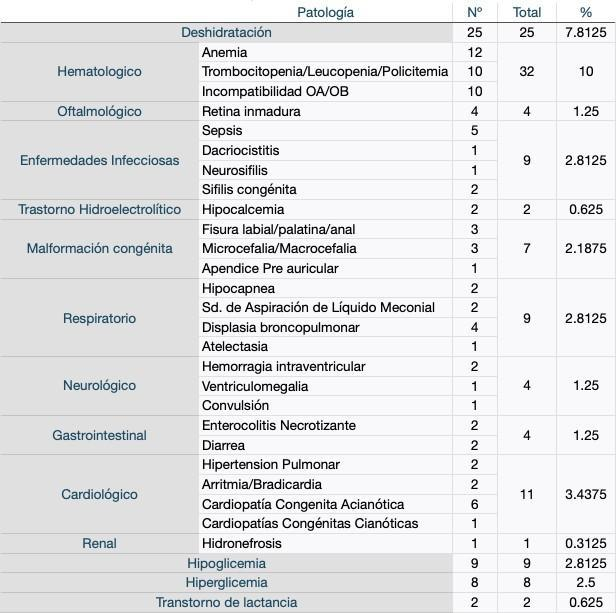 Patología Nº Total %
Deshidratación 25 25 7.8125
Hematologico Anemia 12 32 10
Trombocitopenia/Leucopenia/Policitemia 10
Incompatibilidad OA/OB 10
Oftalmológico Retina inmadura 4 4 1.25
Enfermedades Infecciosas Sepsis 5 9 2.8125
Dacriocistitis 1
Neurosifilis 1
Sifilis congénita 2
Trastorno Hidroelectrolítico Hipocalcemia 2 2 0.625
Malformación congénita Fisura labial/palatina/anal 3 7 2.1875
Microcefalia/Macrocefalia 3
Apendice Pre auricular 1
Respiratorio Hipocapnea 2 9 2.8125
Sd. de Aspiración de Líquido Meconial 2
Displasia broncopulmonar 4
Atelectasia 1
Neurológico Hemorragia intraventricular 2 4 1.25
Ventriculomegalia 1
Convulsión 1
Gastrointestinal Enterocolitis Necrotizante 2 4 1.25
Diarrea 2
Cardiológico Hipertension Pulmonar 2 11 3.4375
Arritmia/Bradicardia 2
Cardiopatía Congenita Acianótica 6
Cardiopatías Congénitas Cianóticas 1
Renal Hidronefrosis 1 1 0.3125
Hipoglicemia 9 9 2.8125
Hiperglicemia 8 8 2.5
Transtorno de lactancia 2 2 0.625